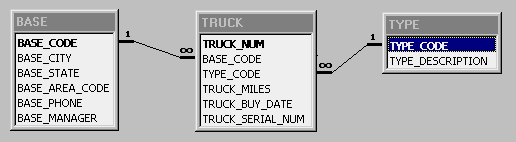 BASE
BASE_CODE
BASE_CITY
BASE_STATE
BASE_AREA_CODE
BASE_PHONE
BASE_MANAGER
1
∞
TRUCK
TRUCK_NUM
BASE_CODE
TYPE_CODE
TRUCK_MILES
TRUCK_BUY_DATE
TRUCK_SERIAL_NUM
∞
1
TYPE
TYPE_CODE
TYPE_DESCRIPTION